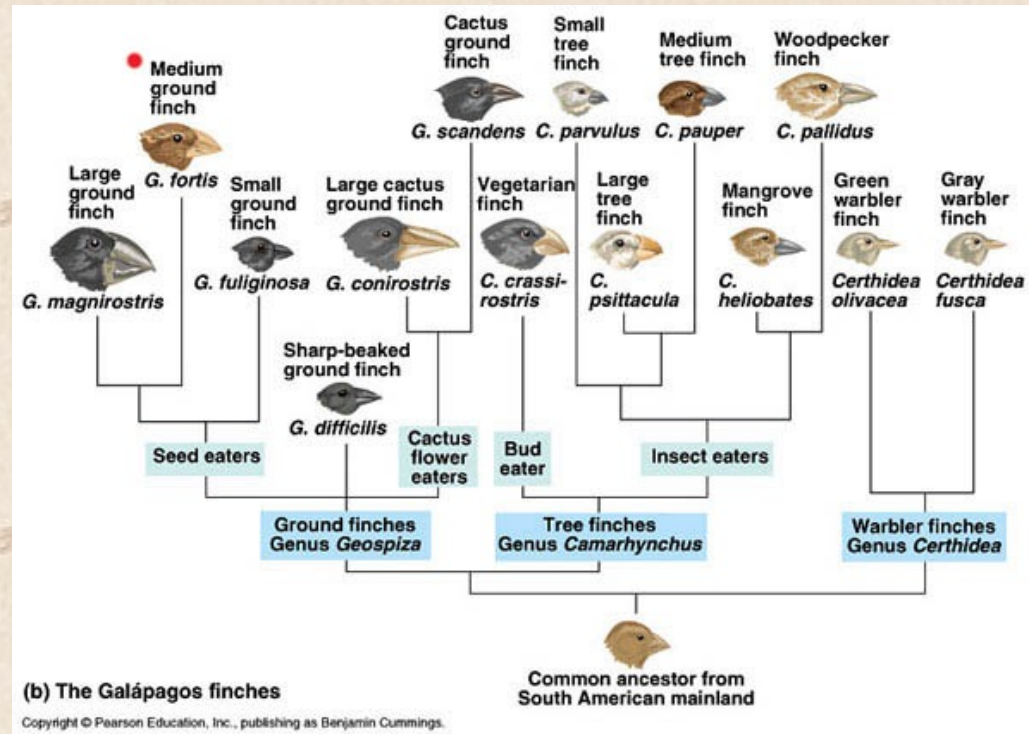 Cactus
ground
finch
G. scandens
Small
tree
finch
C. parvulus
Medium
tree finch
C. pauper
Woodpecker
finch
C. pallidus
Medium
ground
finch
G. fortis
Large
ground
finch
G. magnirostris
Small
ground
finch
G. fuliginosa
Large cactus
ground finch
G. conirostris
Vegetarian
finch
C. crassi-
rostris
Large
tree
finch
C.
psittacula
Mangrove
finch
C.
heliobates
Green
warbler
finch
Certhidea
olivacea
Gray
warbler
finch
Certhidea
fusca
Sharp-beaked
ground finch
G. difficilis
Seed eaters
Cactus
flower
eaters
Bud
eater
Insect eaters
Ground finches
Genus Geospiza
Tree finches
Genus Camarhynchus
Warbler finches
Genus Certhidea
Common ancestor from
South American mainland
(b) The Galápagos finches
Copyright © Pearson Education, Inc., publishing as Benjamin Cummings.